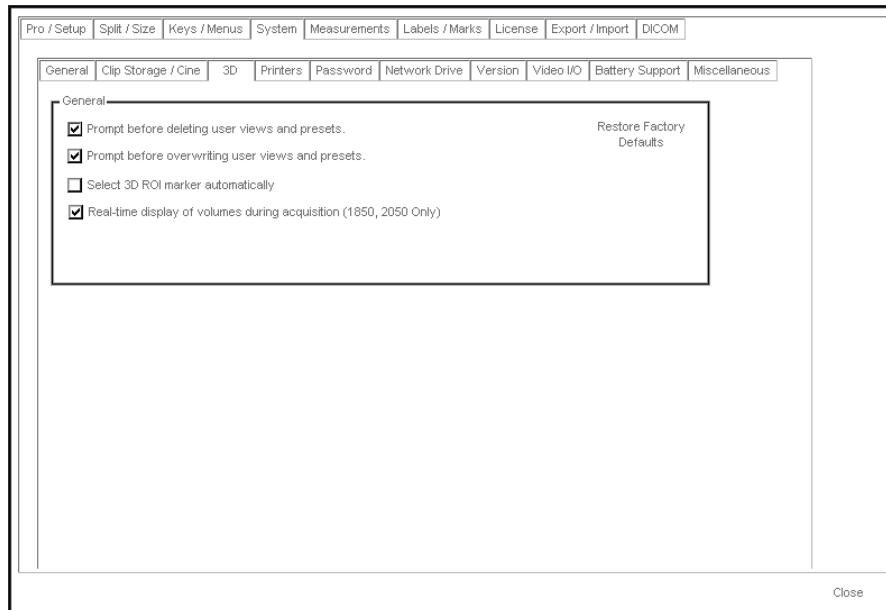 Pro / Setup Split / Size Keys / Menus System Measurements Labels / Marks License Export / Import DICOM
General Clip Storage / Cine 3D Printers Password Network Drive Version Video I/O Battery Support Miscellaneous
General
Prompt before deleting user views and presets.
Prompt before overwriting user views and presets.
Select 3D ROI marker automatically
Real-time display of volumes during acquisition (1850, 2050 Only)
Restore Factory
Defaults
Close